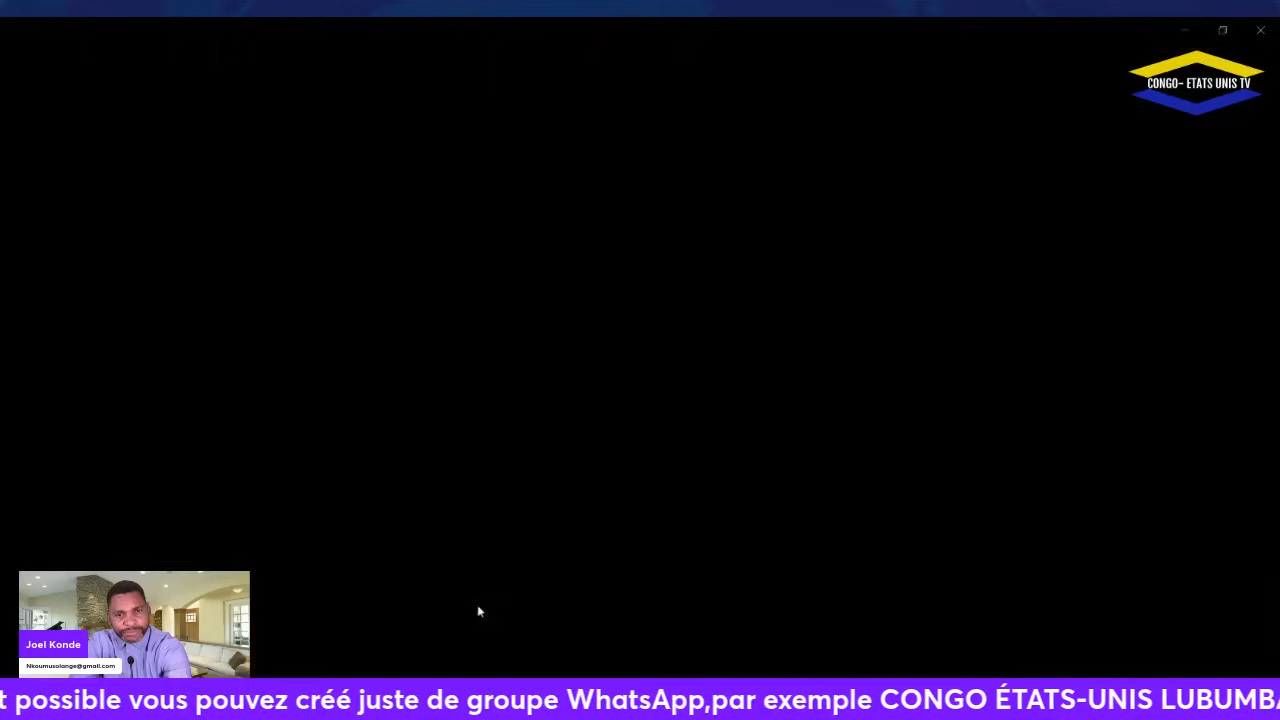 CONGO- ETATS UNIS TV
Joel Konde
Nkoumusolange@gmail.com
possible vous pouvez créé juste de groupe WhatsApp,par exemple CONGO ÉTATS-UNIS